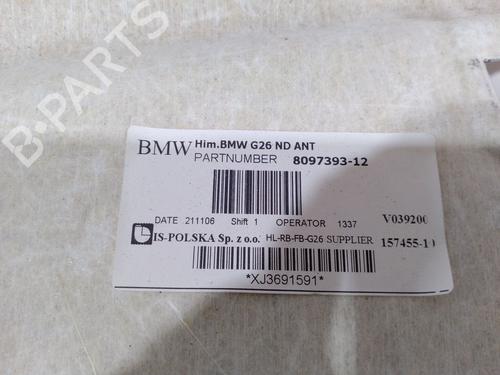 B-PARTS
BMW Him.BMW G26 ND ANT
PARTNUMBER 8097393-12
DATE 211106 Shift 1 OPERATOR 1337 V039200
IS-POLSKA Sp. z o.o. HL-RB-FB-G26 SUPPLIER 157455-10
*XJ3691591*